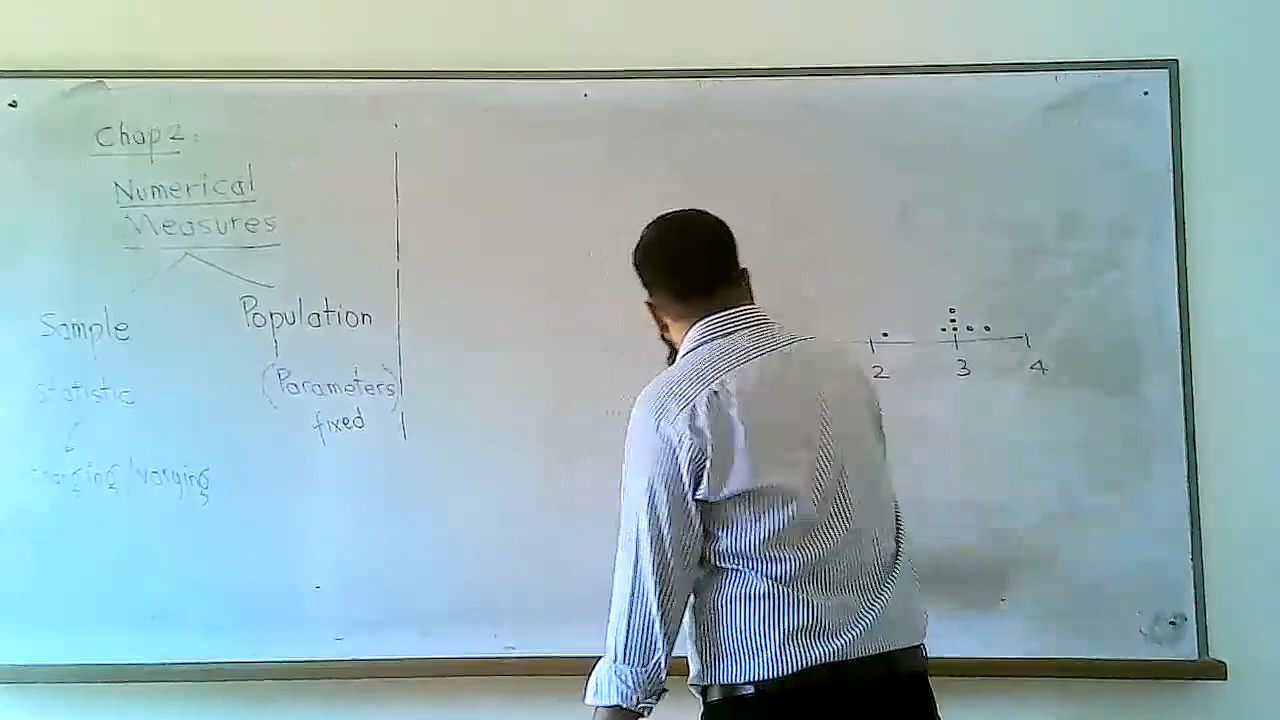 Chap 2:
Numerical
Measures
Sample
Population
statistic
(Parameters)
fixed
changing/varying
2 3 4